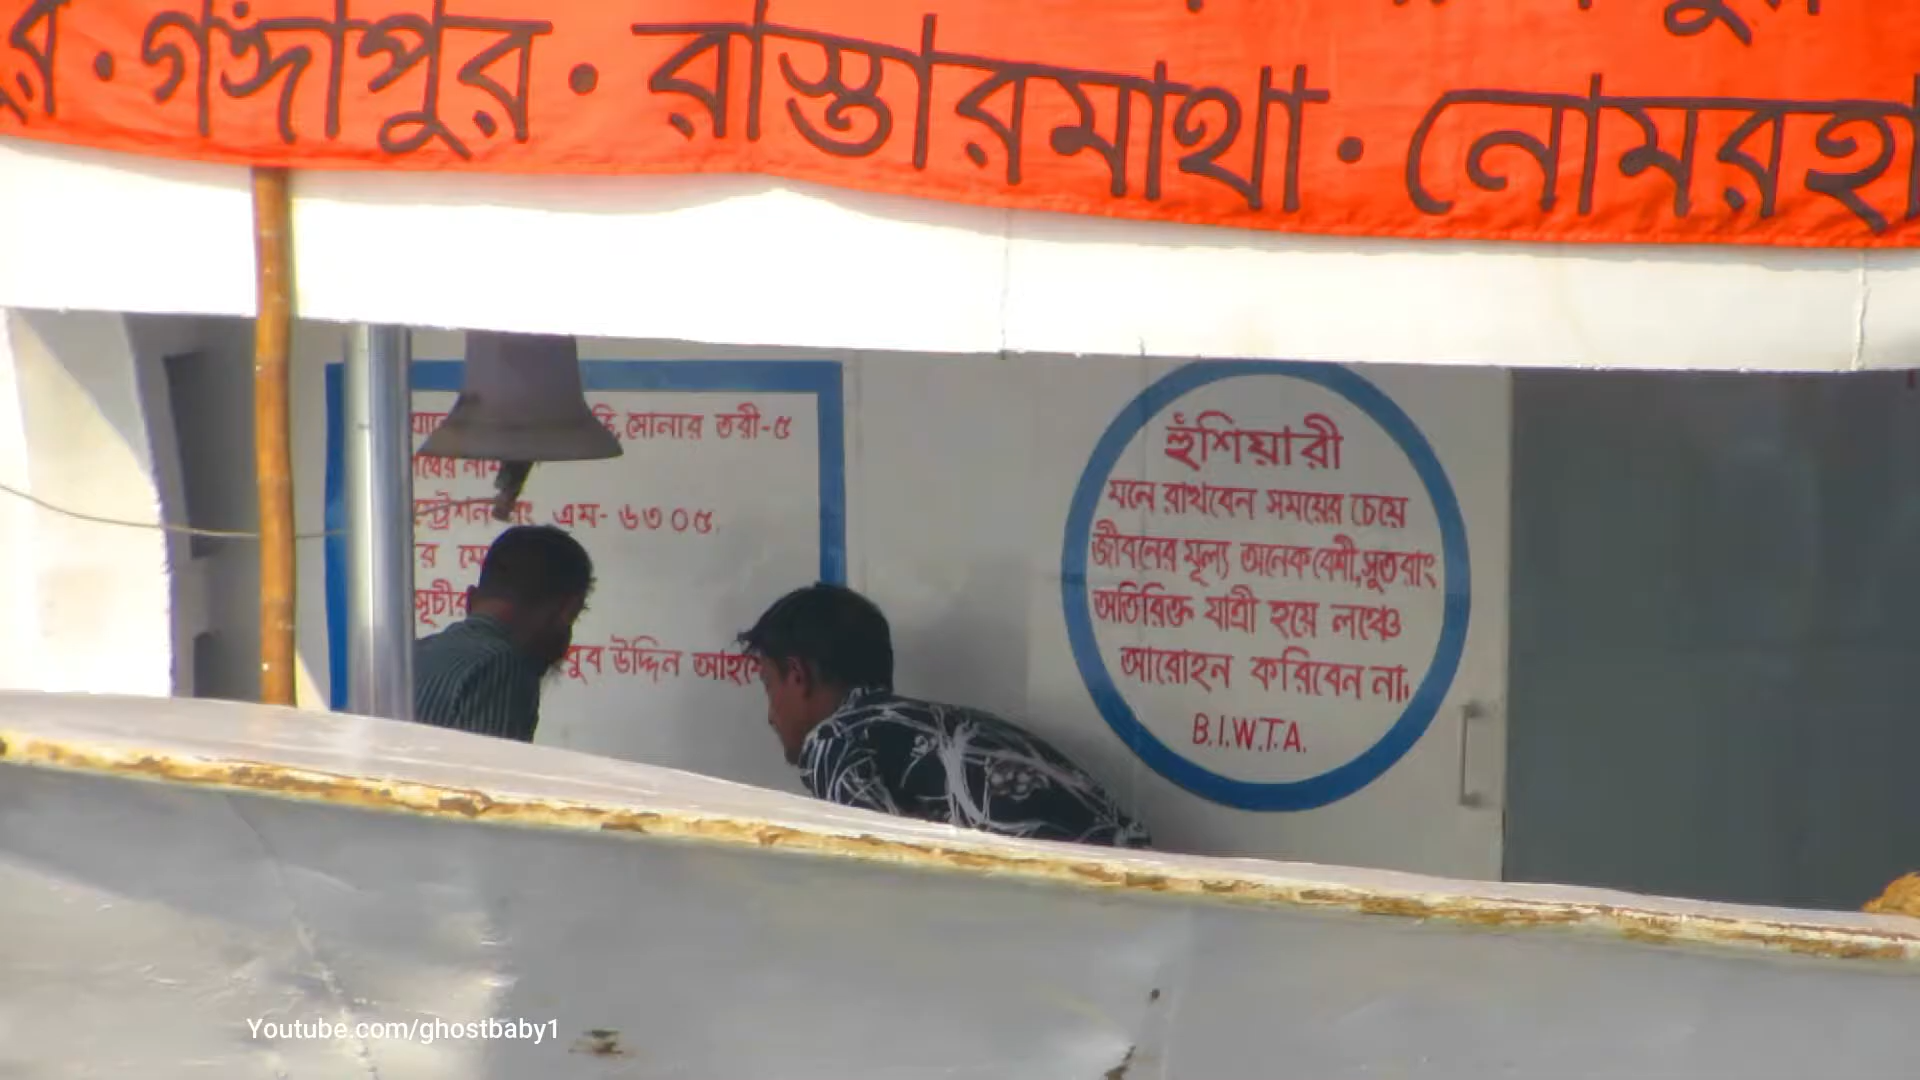 গঙ্গাপুর • রাস্তারমাথা • নোমরহা
সোনার তরী-৫
এম- ৬৩০৫
উদ্দিন
হুঁশিয়ারী
মনে রাখবেন সময়ের চেয়ে
জীবনের মূল্য অনেক বেশী, সুতরাং
অতিরিক্ত যাত্রী হয়ে লঞ্চে
আরোহন করিবেন না.
B.I.W.T.A.
Youtube.com/ghostbaby1